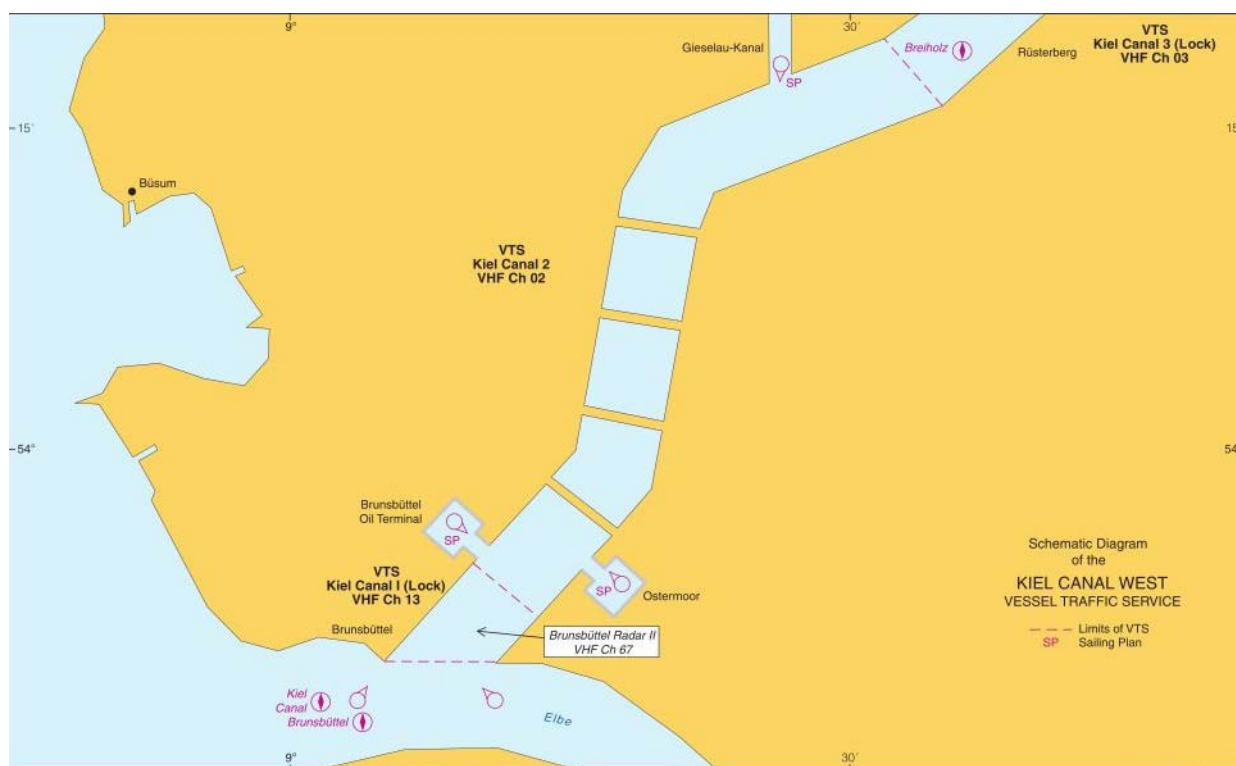 9°
30´
Gieselau-Kanal
SP
Breiholz
Rüsterberg
VTS
Kiel Canal 3 (Lock)
VHF Ch 03
15´
15
Büsum
VTS
Kiel Canal 2
VHF Ch 02
54°
54
Brunsbüttel
Oil Terminal
SP
VTS
Kiel Canal I (Lock)
VHF Ch 13
SP
Ostermoor
Brunsbüttel
Brunsbüttel Radar II
VHF Ch 67
Schematic Diagram
of the
KIEL CANAL WEST
VESSEL TRAFFIC SERVICE
Limits of VTS
SP Sailing Plan
Kiel
Canal
Brunsbüttel
Elbe
9°
30´